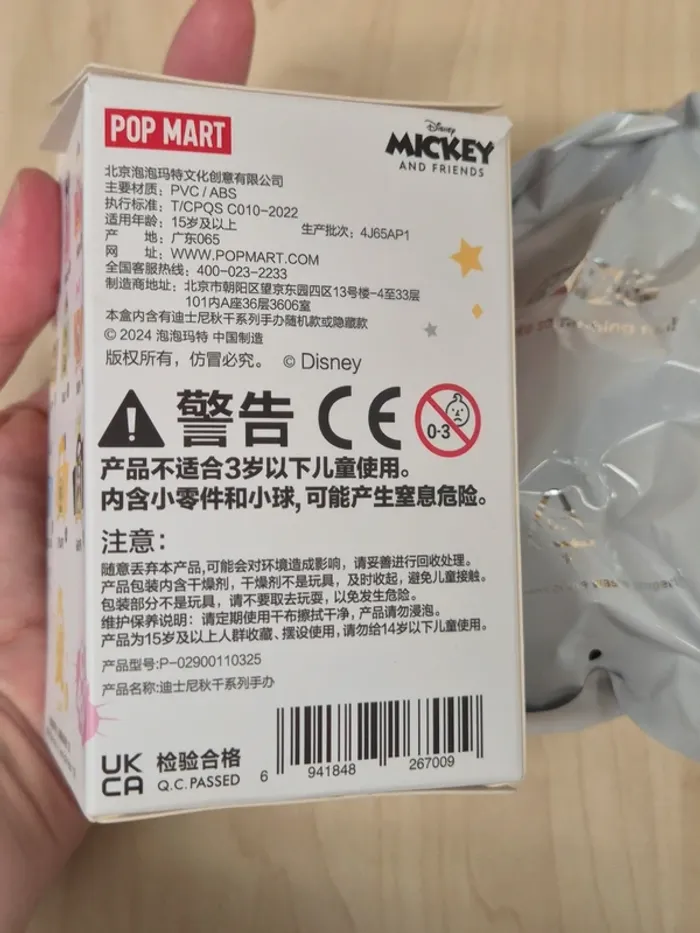 POP MART
Disney
MICKEY
AND FRIENDS
北京泡泡玛特文化创意有限公司
主要材质：PVC / ABS
执行标准：T/CPQS C010-2022
适用年龄：15岁及以上
生产批次：4J65AP1
产 地：广东065
网 址：WWW.POPMART.COM
全国客服热线：400-023-2233
制造商地址：北京市朝阳区望京东园四区13号楼-4至33层
101内A座36层3606室
本盒内含有迪士尼秋千系列手办随机款或隐藏款
© 2024 泡泡玛特 中国制造
版权所有，仿冒必究。 © Disney
警告 CE 0-3
产品不适合3岁以下儿童使用。
内含小零件和小球，可能产生窒息危险。
注意：
随意丢弃本产品，可能会对环境造成影响，请妥善进行回收处理。
产品包装内含干燥剂，干燥剂不是玩具，及时收起，避免儿童接触。
包装部分不是玩具，请不要取去玩耍，以免发生危险。
维护保养说明：请定期使用干布擦拭干净，产品请勿浸泡。
产品为15岁及以上人群收藏、摆设使用，请勿给14岁以下儿童使用。
产品型号:P-02900110325
产品名称:迪士尼秋千系列手办
UK
CA
检验合格
Q.C.PASSED
6 941848 267009